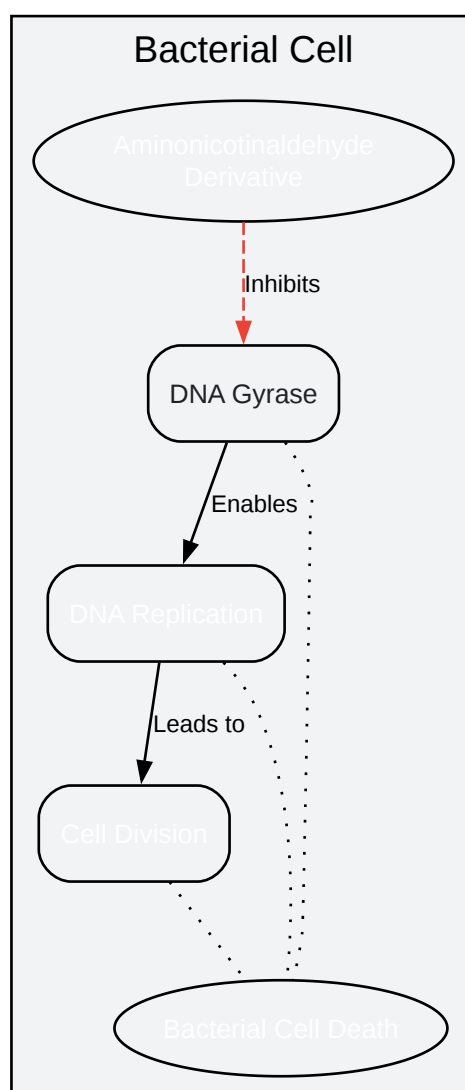 Bacterial Cell
Aminonicotinaldehyde
Derivative
Inhibits
DNA Gyrase
Enables
DNA Replication
Leads to
Cell Division
Bacterial Cell Death